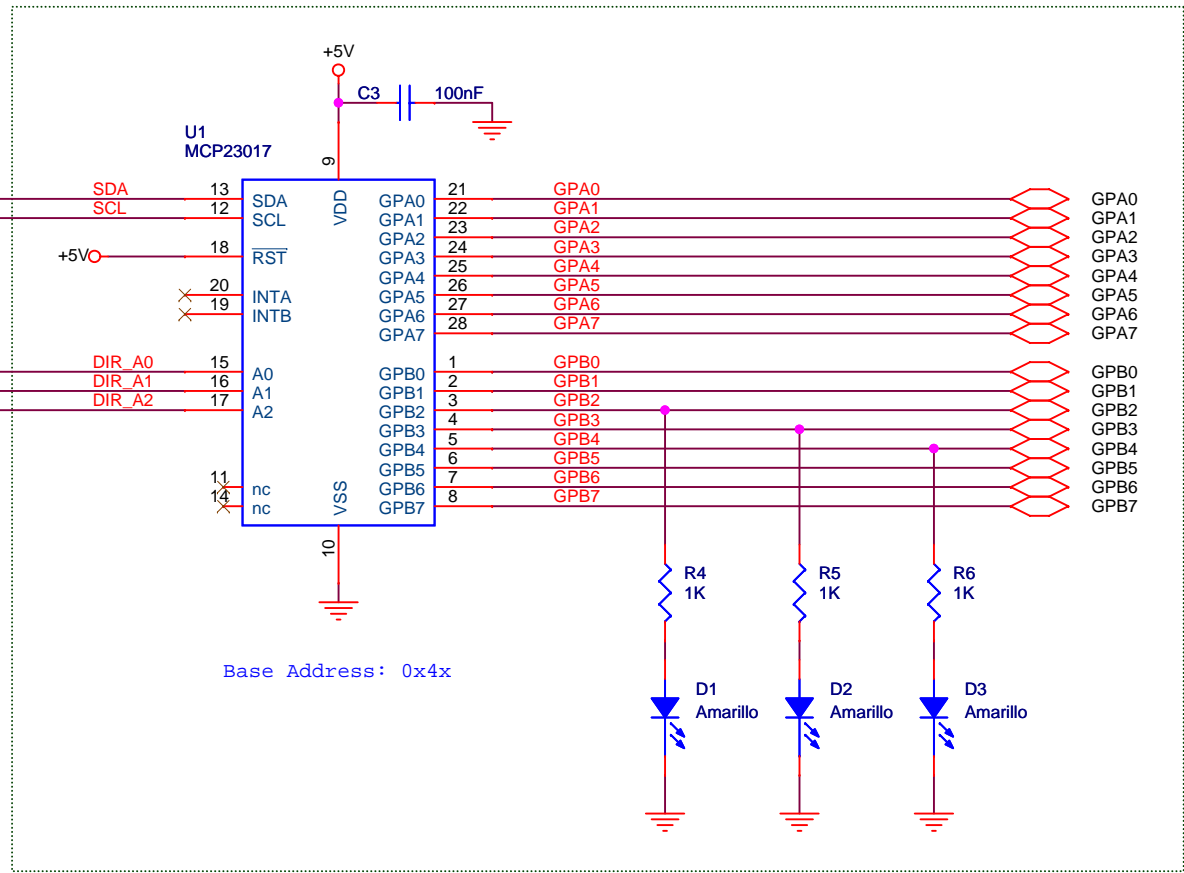 +5V
C3 100nF
U1
MCP23017
9
VDD
SDA 13 SDA GPA0 21 GPA0 GPA0
SCL 12 SCL GPA1 22 GPA1 GPA1
GPA2 23 GPA2 GPA2
+5V 18 RST GPA3 24 GPA3 GPA3
GPA4 25 GPA4 GPA4
20 INTA GPA5 26 GPA5 GPA5
19 INTB GPA6 27 GPA6 GPA6
GPA7 28 GPA7 GPA7
DIR_A0 15 A0 GPB0 1 GPB0 GPB0
DIR_A1 16 A1 GPB1 2 GPB1 GPB1
DIR_A2 17 A2 GPB2 3 GPB2 GPB2
GPB3 4 GPB3 GPB3
GPB4 5 GPB4 GPB4
GPB5 6 GPB5 GPB5
11 nc GPB6 7 GPB6 GPB6
14 nc GPB7 8 GPB7 GPB7
VSS
10
R4
1K
R5
1K
R6
1K
Base Address: 0x4x
D1
Amarillo
D2
Amarillo
D3
Amarillo